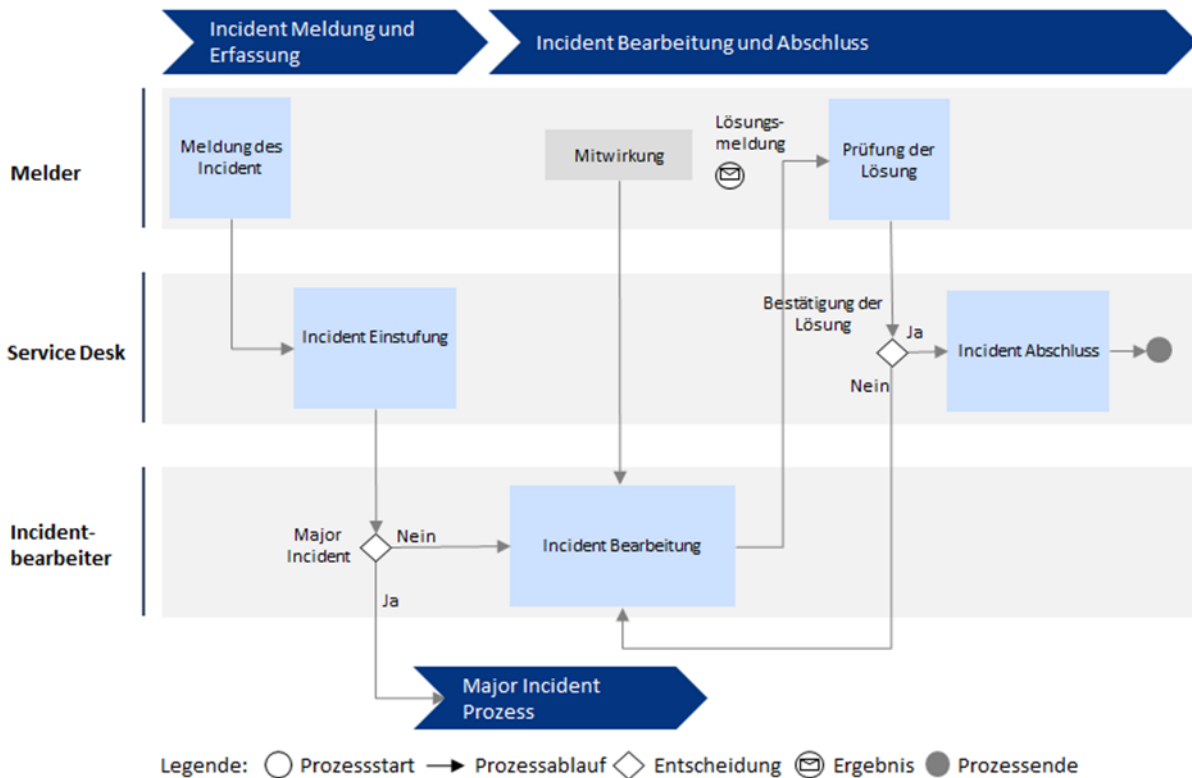 Incident Meldung und
Erfassung
Incident Bearbeitung und Abschluss
Melder
Meldung des
Incident
Mitwirkung
Lösungs-
meldung
Prüfung der
Lösung
Service Desk
Incident Einstufung
Bestätigung der
Lösung
Ja
Nein
Incident Abschluss
Incident-
bearbeiter
Major
Incident
Nein
Ja
Incident Bearbeitung
Major Incident
Prozess
Legende: Prozessstart Prozessablauf Entscheidung Ergebnis Prozessende